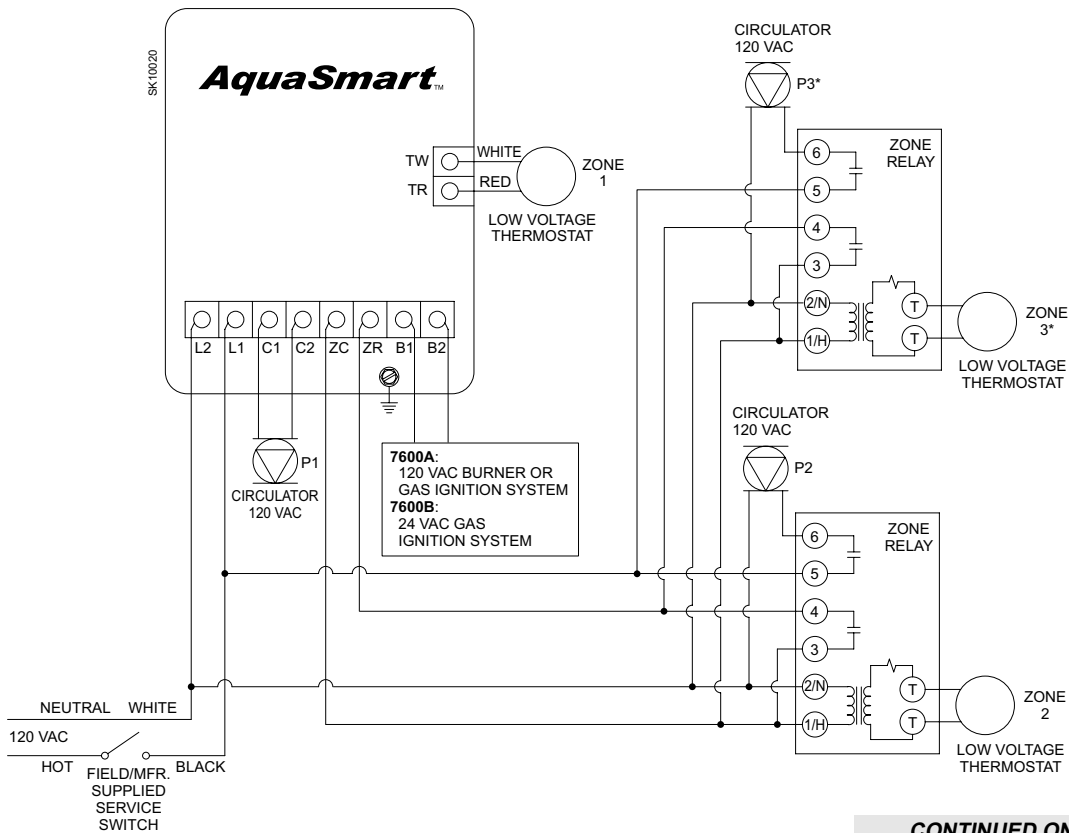 SK10020
AquaSmart™
TW
WHITE
ZONE
1
TR
RED
LOW VOLTAGE
THERMOSTAT
L2 L1 C1 C2 ZC ZR B1 B2
P1
CIRCULATOR
120 VAC
7600A:
120 VAC BURNER OR
GAS IGNITION SYSTEM
7600B:
24 VAC GAS
IGNITION SYSTEM
CIRCULATOR
120 VAC
P3*
ZONE
RELAY
6
5
4
3
2/N
1/H
T
T
ZONE
3*
LOW VOLTAGE
THERMOSTAT
CIRCULATOR
120 VAC
P2
ZONE
RELAY
6
5
4
3
2/N
1/H
T
T
ZONE
2
LOW VOLTAGE
THERMOSTAT
NEUTRAL WHITE
120 VAC
HOT
BLACK
FIELD/MFR.
SUPPLIED
SERVICE
SWITCH
CONTINUED ON